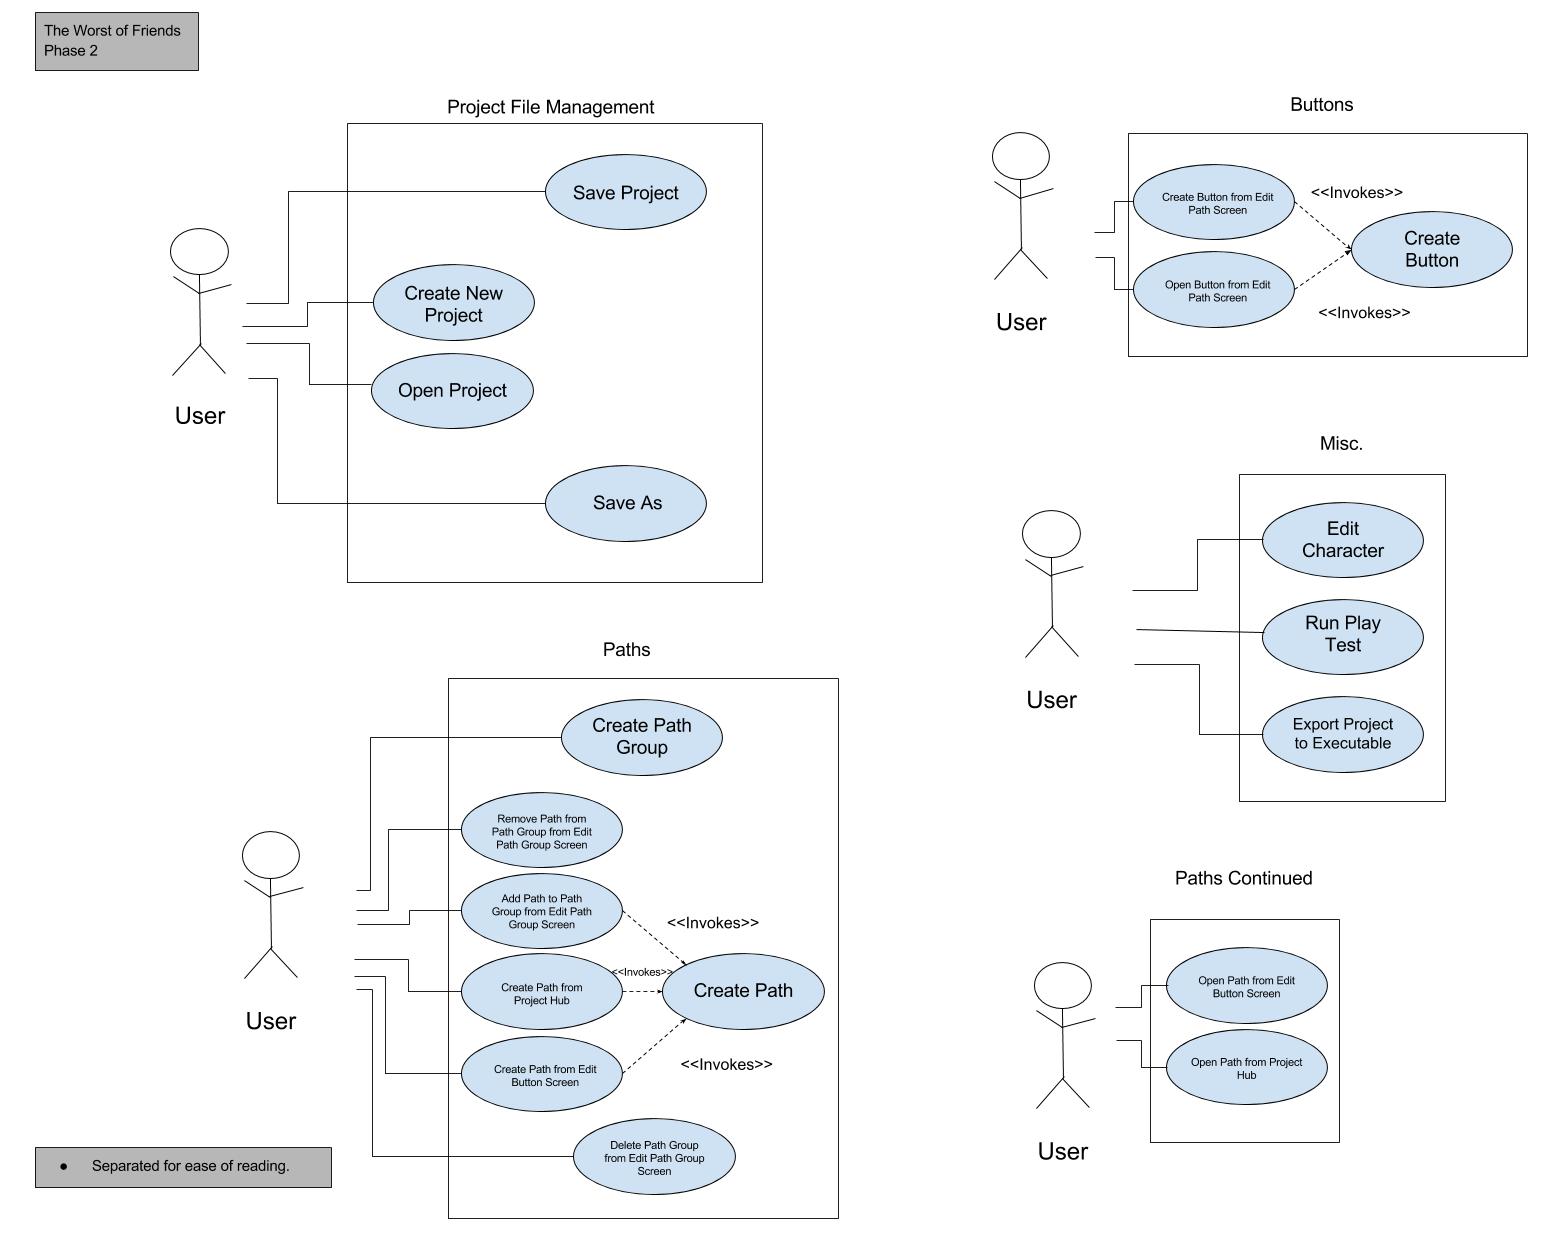 The Worst of Friends
Phase 2
Project File Management
Save Project
Create New
Project
Open Project
Save As
User
Buttons
Create Button from Edit
Path Screen
<<Invokes>>
Create
Button
Open Button from Edit
Path Screen
<<Invokes>>
User
Misc.
Edit
Character
Run Play
Test
Export Project
to Executable
User
Paths
Create Path
Group
Remove Path from
Path Group from Edit
Path Group Screen
Add Path to Path
Group from Edit Path
Group Screen
<<Invokes>>
Create Path from
Project Hub
<<Invokes>>
Create Path
Create Path from Edit
Button Screen
<<Invokes>>
Delete Path Group
from Edit Path Group
Screen
User
Paths Continued
Open Path from Edit
Button Screen
Open Path from Project
Hub
User
● Separated for ease of reading.